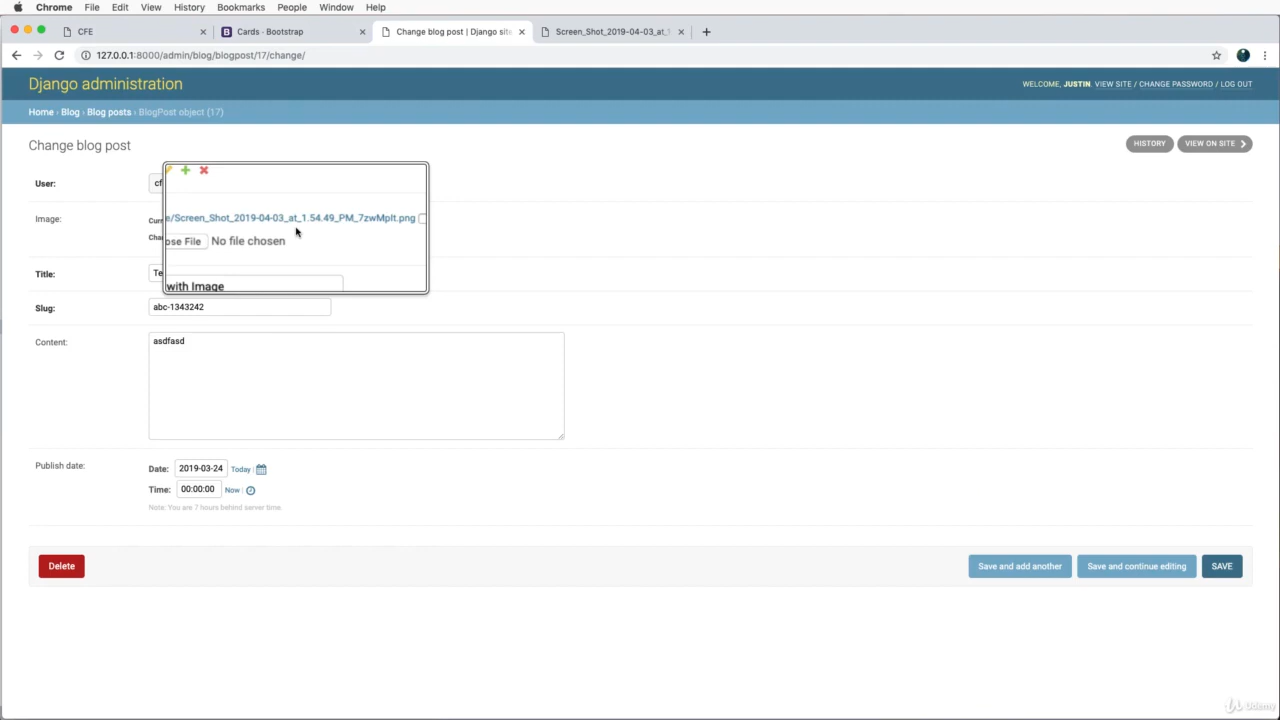 Chrome File Edit View History Bookmarks People Window Help
CFE
Cards · Bootstrap
Change blog post | Django site
Screen_Shot_2019-04-03_at_
127.0.0.1:8000/admin/blog/blogpost/17/change/
Django administration
WELCOME, JUSTIN. VIEW SITE / CHANGE PASSWORD / LOG OUT
Home › Blog › Blog posts › BlogPost object (17)
Change blog post
HISTORY
VIEW ON SITE
User:
cf
Image:
Curr
e/Screen_Shot_2019-04-03_at_1.54.49_PM_7zwMpIt.png
Cha
ose File No file chosen
Title:
Te
with Image
Slug:
abc-1343242
Content:
asdfasd
Publish date:
Date: 2019-03-24 Today |
Time: 00:00:00 Now |
Note: You are 7 hours behind server time.
Delete
Save and add another
Save and continue editing
SAVE
Udemy